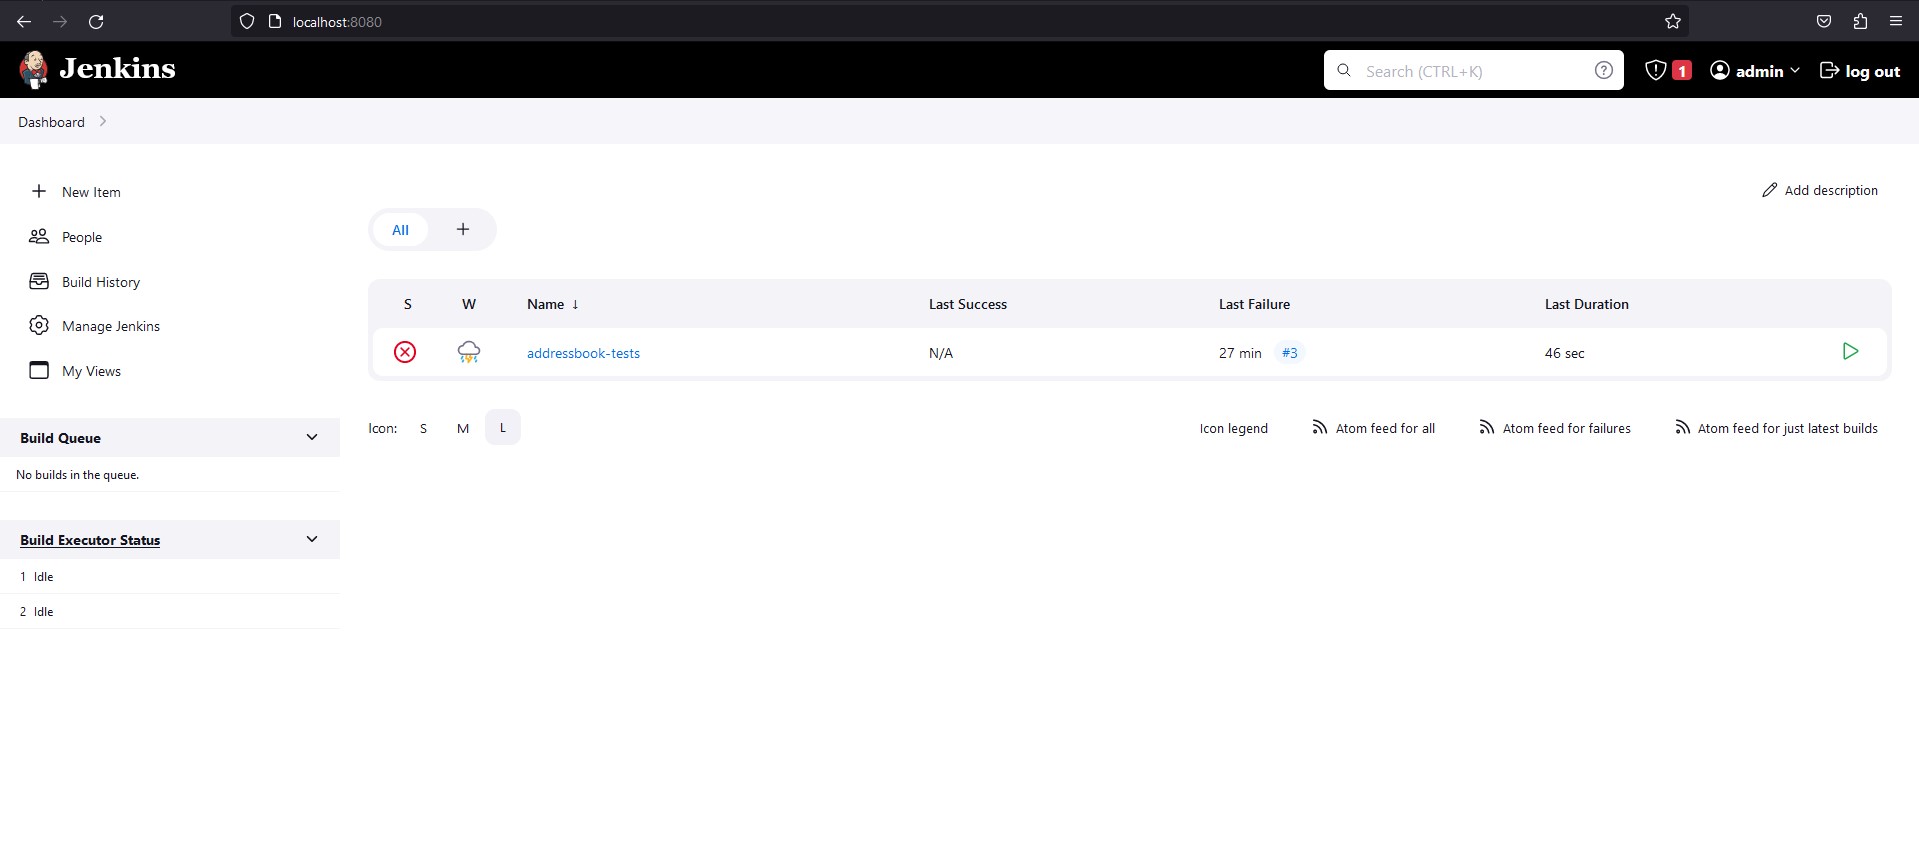 localhost:8080
Jenkins
Search (CTRL+K)
1
admin
log out
Dashboard
New Item
People
Build History
Manage Jenkins
My Views
Build Queue
No builds in the queue.
Build Executor Status
1 Idle
2 Idle
Add description
All +
S W Name ↓ Last Success Last Failure Last Duration
addressbook-tests N/A 27 min #3 46 sec
Icon: S M L
Icon legend
Atom feed for all
Atom feed for failures
Atom feed for just latest builds